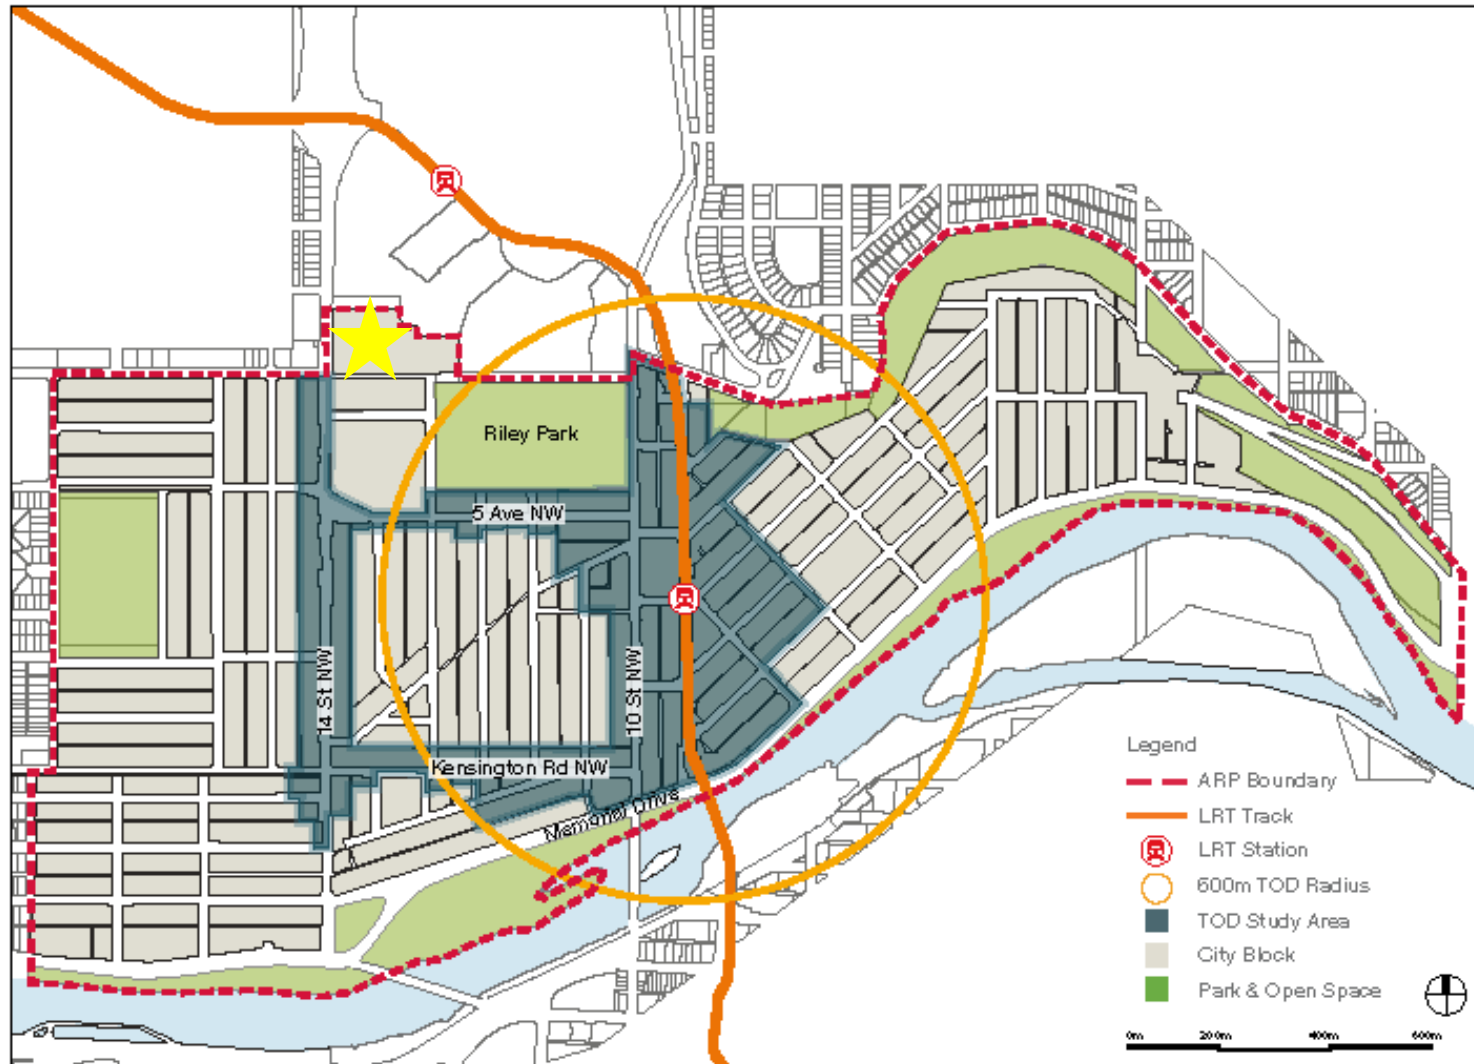 Riley Park
5 Ave NW
14 St NW
10 St NW
Kensington Rd NW
Memorial Drive
Legend
ARP Boundary
LRT Track
LRT Station
600m TOD Radius
TOD Study Area
City Block
Park & Open Space
0m 200m 400m 600m